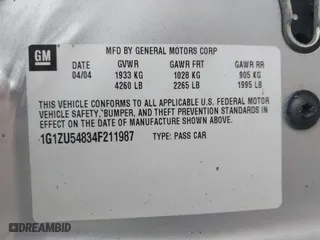 GM
MFD BY GENERAL MOTORS CORP
DATE GVWR GAWR FRT GAWR RR
04/04 1933 KG 1028 KG 905 KG
4260 LB 2265 LB 1995 LB
THIS VEHICLE CONFORMS TO ALL APPLICABLE U.S. FEDERAL MOTOR
VEHICLE SAFETY, BUMPER, AND THEFT PREVENTION STANDARDS IN
EFFECT ON THE DATE OF MANUFACTURE SHOWN ABOVE.
1G1ZU54834F211987 TYPE: PASS CAR
AUTOHELPERBOT.COM